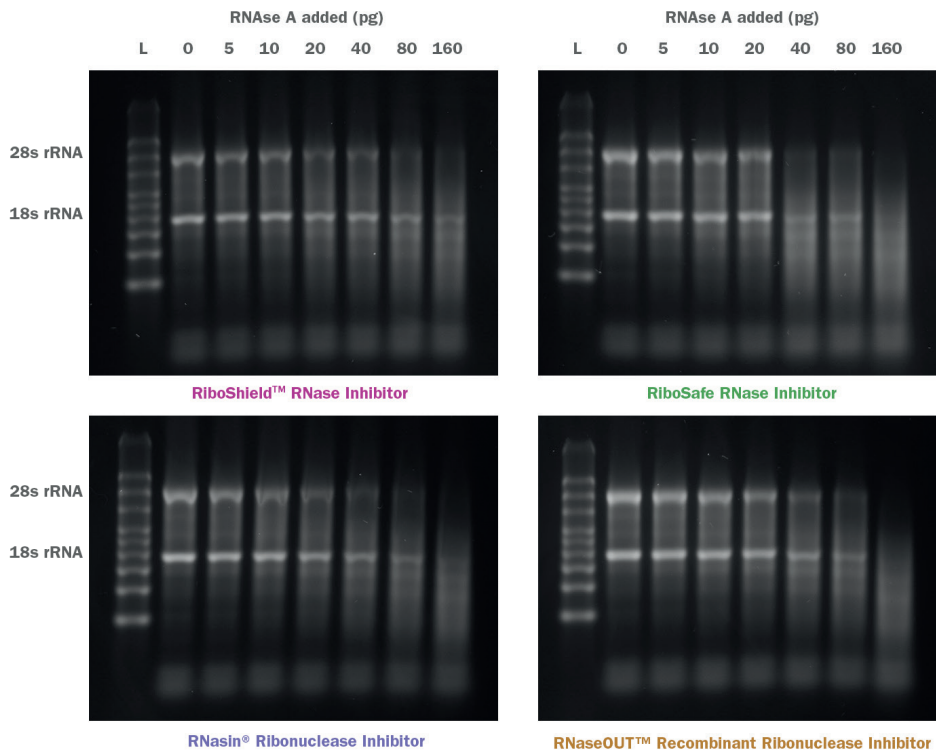 RNAse A added (pg)
L 0 5 10 20 40 80 160
RNAse A added (pg)
L 0 5 10 20 40 80 160
28s rRNA
18s rRNA
RiboShield™ RNase Inhibitor
RiboSafe RNase Inhibitor
28s rRNA
18s rRNA
RNasin® Ribonuclease Inhibitor
RNaseOUT™ Recombinant Ribonuclease Inhibitor